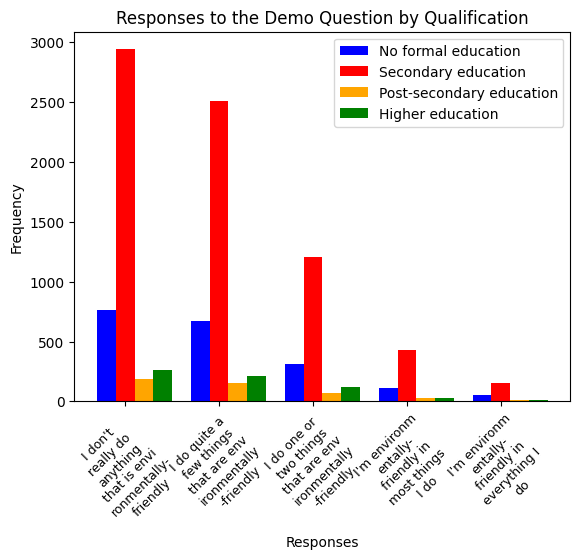 Responses to the Demo Question by Qualification
No formal education
Secondary education
Post-secondary education
Higher education
Frequency
3000
2500
2000
1500
1000
500
0
I don't
really do
anything
that is envi
ronmentally-
friendly
I do quite a
few things
that are env
ironmentally
-friendly
I do one or
two things
that are env
ironmentally
-friendly
I'm environm
entally-
friendly in
most things
I do
I'm environm
entally-
friendly in
everything I
do
Responses